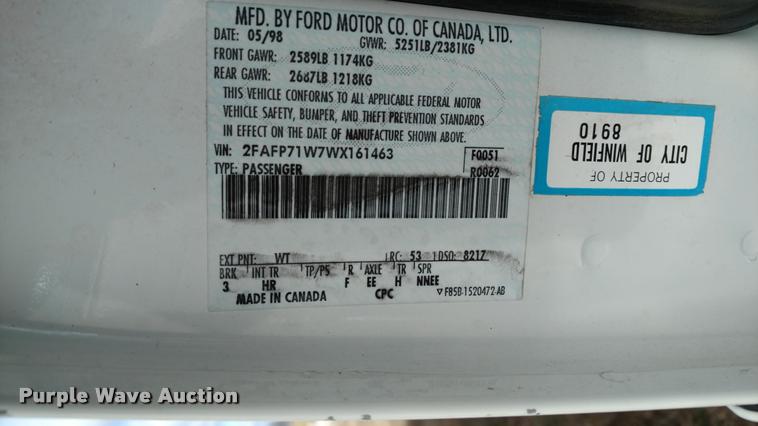 MFD. BY FORD MOTOR CO. OF CANADA, LTD.
DATE: 05/98 GVWR: 5251LB/2381KG
FRONT GAWR: 2589LB 1174KG
REAR GAWR: 2687LB 1218KG
THIS VEHICLE CONFORMS TO ALL APPLICABLE FEDERAL MOTOR
VEHICLE SAFETY, BUMPER, AND THEFT PREVENTION STANDARDS
IN EFFECT ON THE DATE OF MANUFACTURE SHOWN ABOVE.
VIN: 2FAFP71W7WX161463 F0051
TYPE: PASSENGER R0062
EXT PNT: WT RC: 53 DSO: 8217
BRK INT TR TP/PS R AXLE TR SPR
3 HR F EE H NNEE
MADE IN CANADA CPC ▽ F85B-1520472-AB
PROPERTY OF
CITY OF WINFIELD
8910
Purple Wave Auction